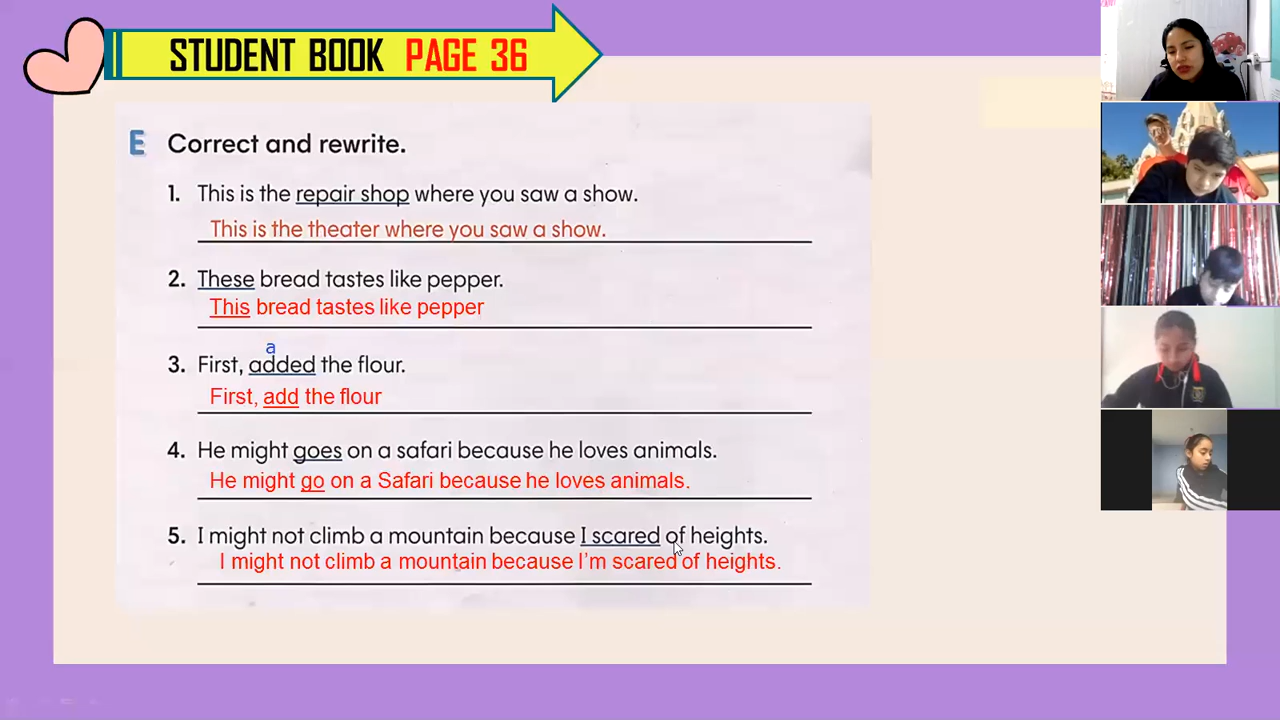 STUDENT BOOK PAGE 36
E Correct and rewrite.
1. This is the repair shop where you saw a show.
This is the theater where you saw a show.
2. These bread tastes like pepper.
This bread tastes like pepper
a
3. First, added the flour.
First, add the flour
4. He might goes on a safari because he loves animals.
He might go on a Safari because he loves animals.
5. I might not climb a mountain because I scared of heights.
I might not climb a mountain because I'm scared of heights.